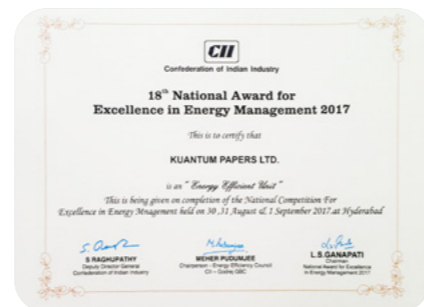 CII
Confederation of Indian Industry
18th National Award for
Excellence in Energy Management 2017
This is to certify that
KUANTUM PAPERS LTD.
is an " Energy Efficient Unit "
This is being given on completion of the National Competition For
Excellence in Energy Mnagement held on 30 ,31 August & 1 September 2017.at Hyderabad
S RAGHUPATHY
Deputy Director General
Confederation of Indian Industry
MEHER PUDUMJEE
Chairperson - Energy Efficiency Council
CII – Godrej GBC
L.S.GANAPATI
Chairman
National Award for Excellence
in Energy Management 2017